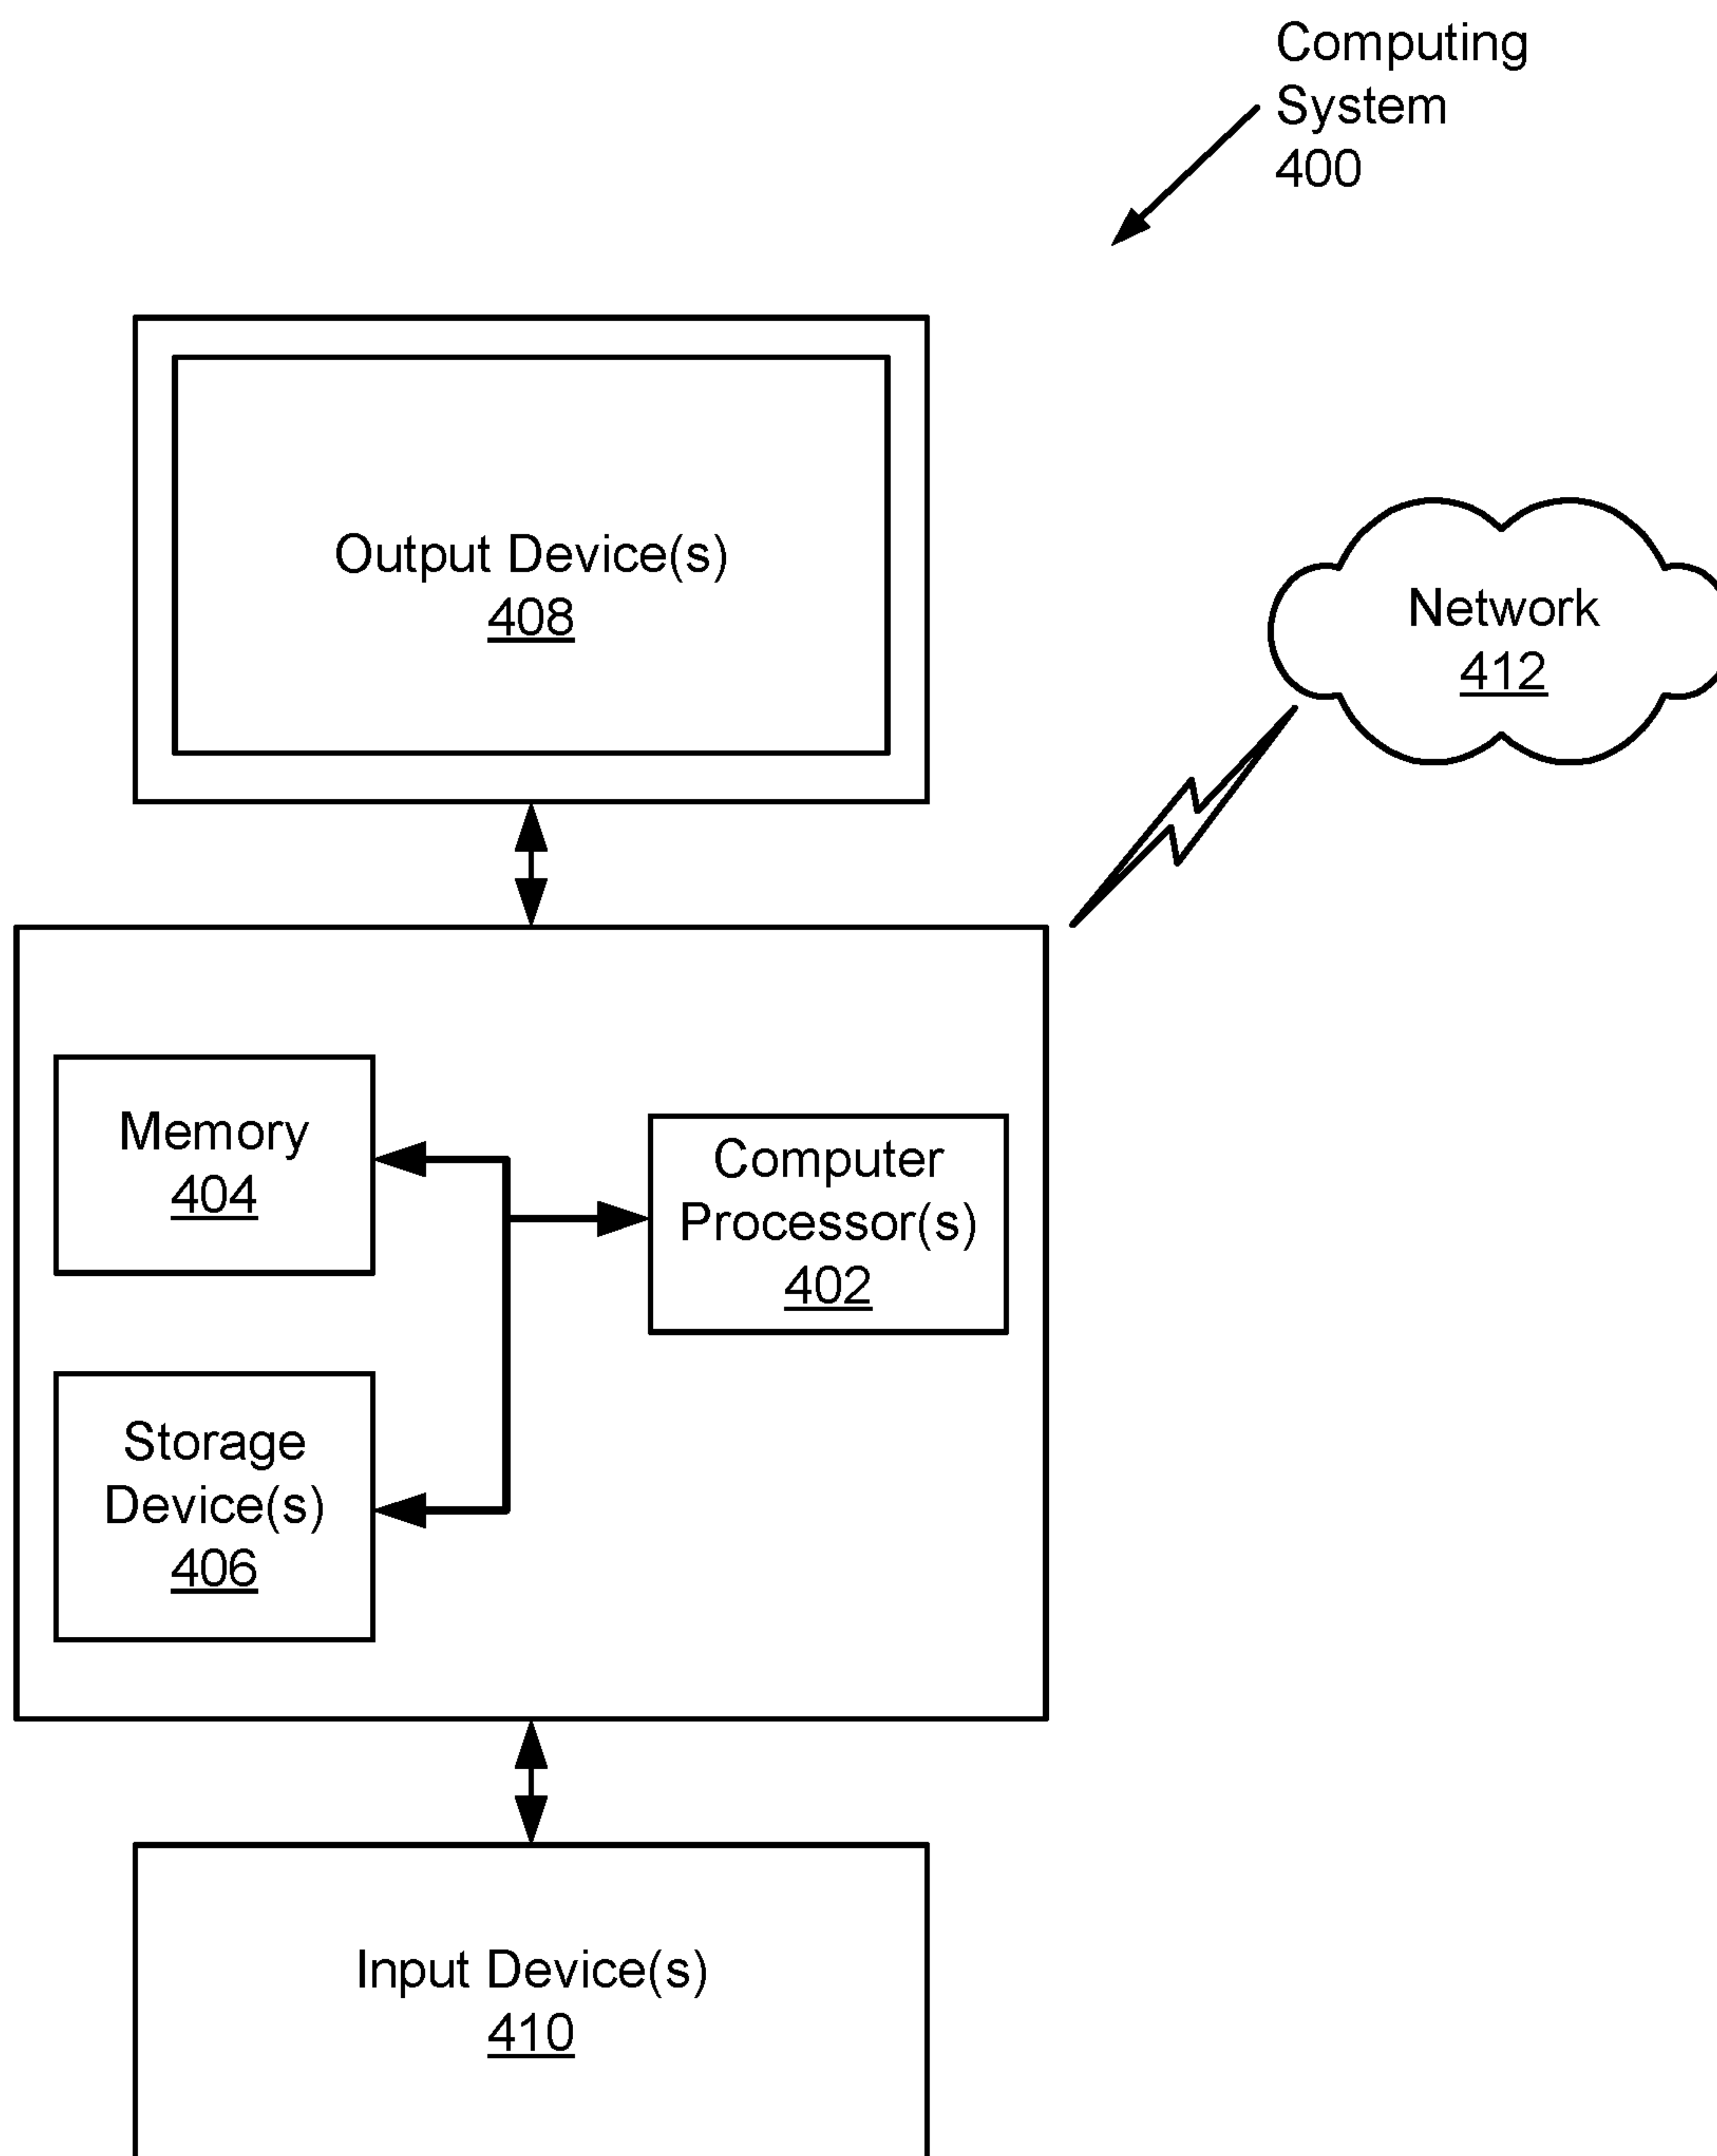 Computing
System
400
Output Device(s)
408
Network
412
Memory
404
Computer
Processor(s)
402
Storage
Device(s)
406
Input Device(s)
410